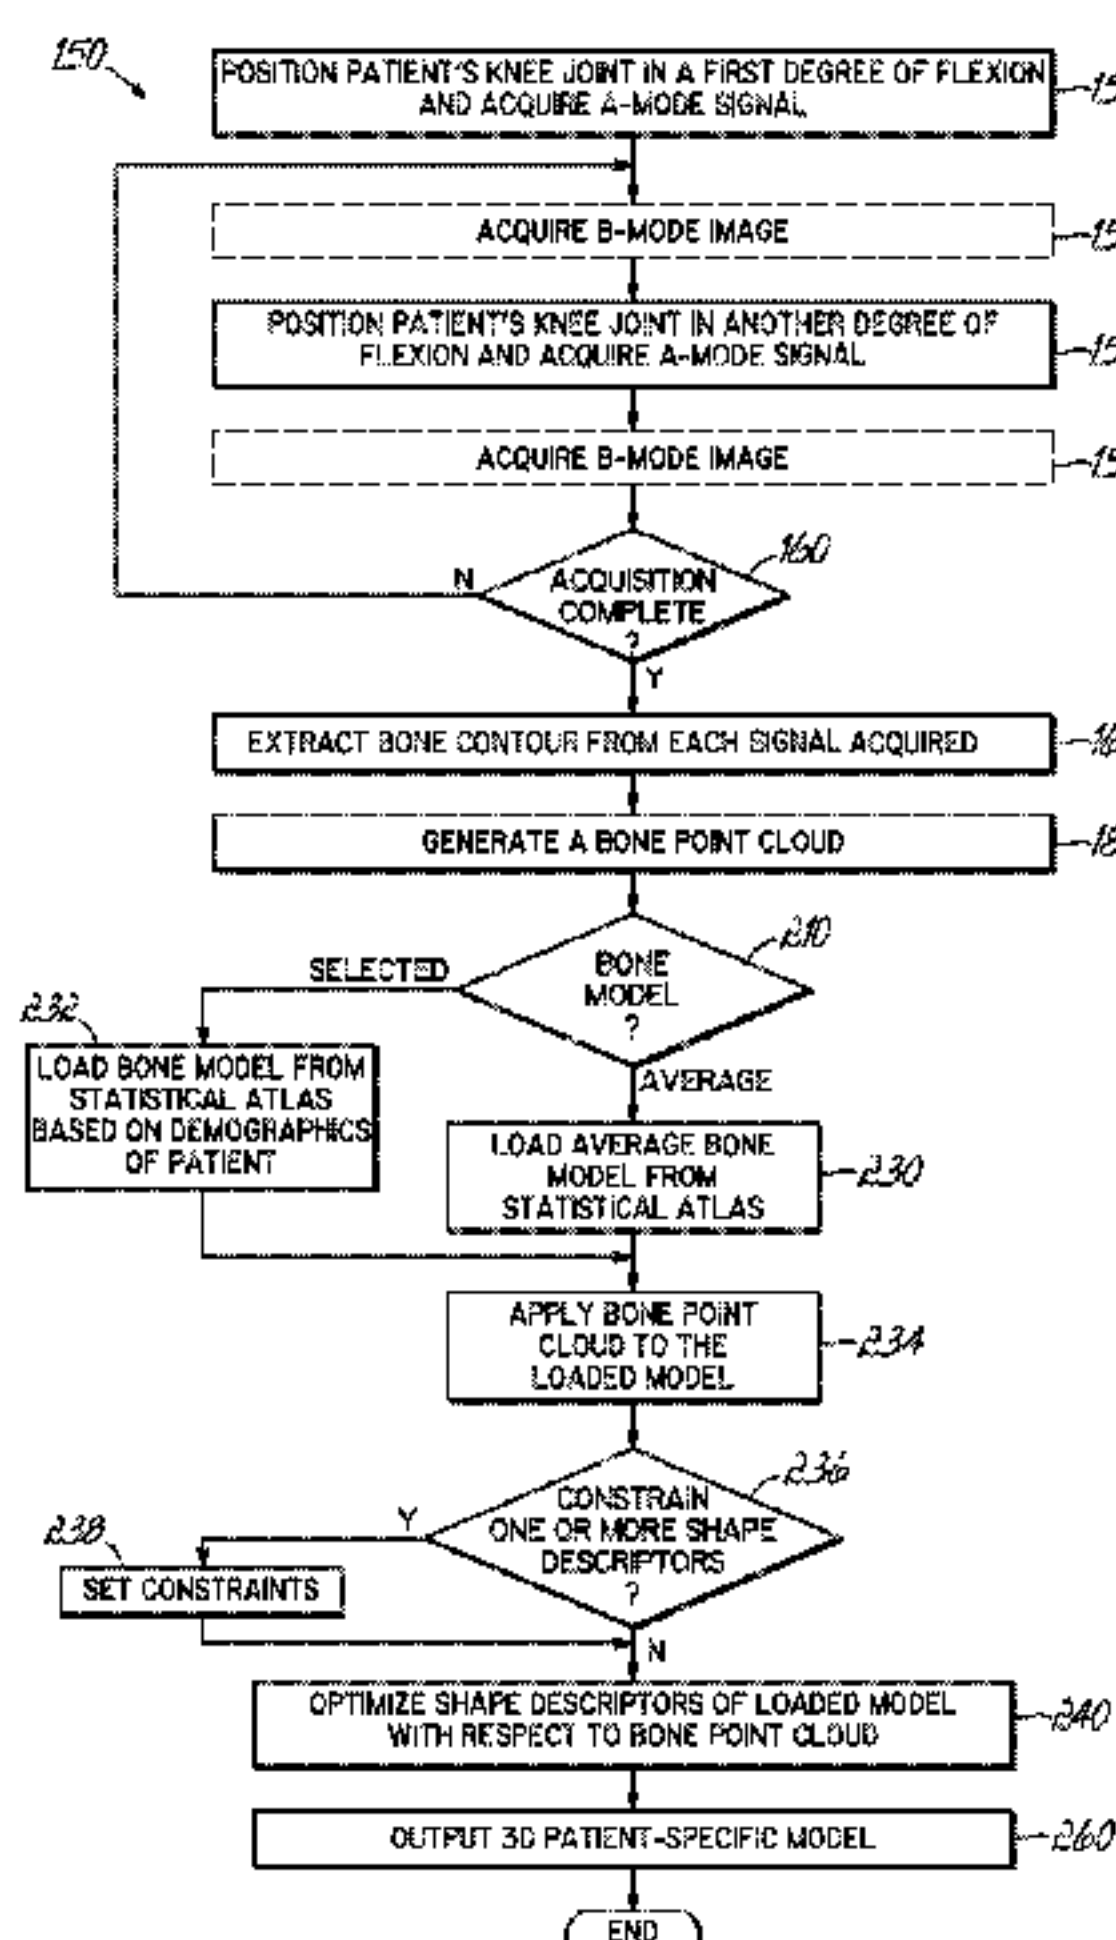 150
POSITION PATIENT'S KNEE JOINT IN A FIRST DEGREE OF FLEXION
AND ACQUIRE A-MODE SIGNAL
ACQUIRE B-MODE IMAGE
POSITION PATIENT'S KNEE JOINT IN ANOTHER DEGREE OF
FLEXION AND ACQUIRE A-MODE SIGNAL
ACQUIRE B-MODE IMAGE
160
N
ACQUISITION
COMPLETE
?
Y
EXTRACT BONE CONTOUR FROM EACH SIGNAL ACQUIRED
GENERATE A BONE POINT CLOUD
210
SELECTED
BONE
MODEL
?
232
AVERAGE
LOAD BONE MODEL FROM
STATISTICAL ATLAS
BASED ON DEMOGRAPHICS
OF PATIENT
LOAD AVERAGE BONE
MODEL FROM
STATISTICAL ATLAS
230
APPLY BONE POINT
CLOUD TO THE
LOADED MODEL
234
236
Y
CONSTRAIN
ONE OR MORE SHAPE
DESCRIPTORS
?
238
SET CONSTRAINTS
N
OPTIMIZE SHAPE DESCRIPTORS OF LOADED MODEL
WITH RESPECT TO BONE POINT CLOUD
240
OUTPUT 3D PATIENT-SPECIFIC MODEL
260
END